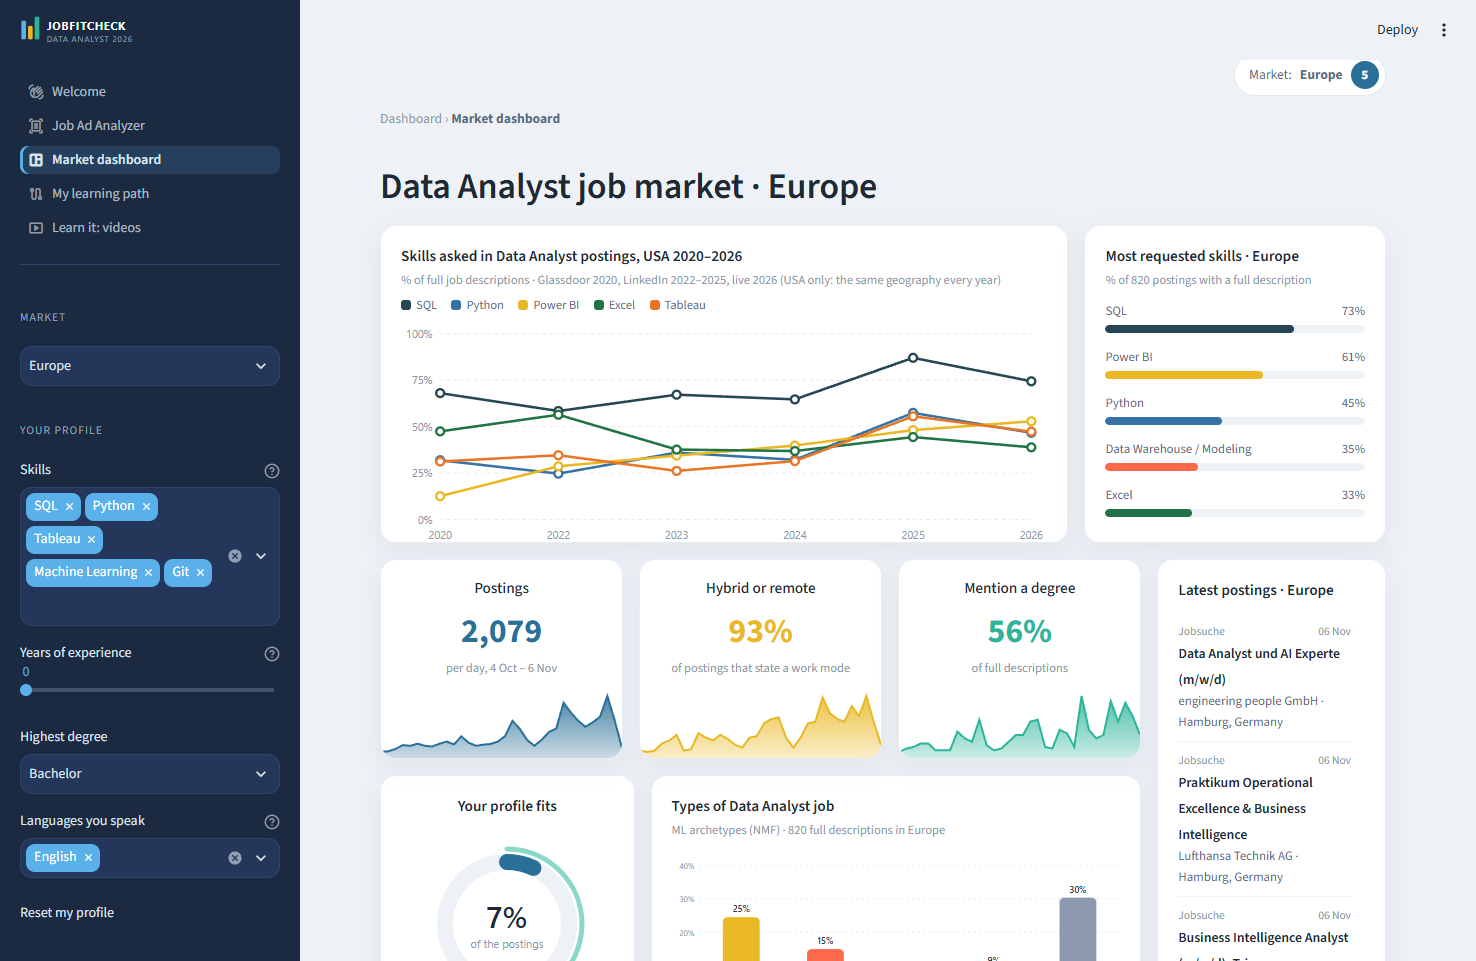 JOBFITCHECK
DATA ANALYST 2026
Welcome
Job Ad Analyzer
Market dashboard
My learning path
Learn it: videos
MARKET
Europe
YOUR PROFILE
Skills
SQL × Python ×
Tableau ×
Machine Learning × Git ×
Years of experience
0
Highest degree
Bachelor
Languages you speak
English ×
Reset my profile
Deploy
Market: Europe 5
Dashboard › Market dashboard
Data Analyst job market · Europe
Skills asked in Data Analyst postings, USA 2020–2026
% of full job descriptions · Glassdoor 2020, LinkedIn 2022–2025, live 2026 (USA only: the same geography every year)
SQL Python Power BI Excel Tableau
100%
75%
50%
25%
0%
2020 2022 2023 2024 2025 2026
Most requested skills · Europe
% of 820 postings with a full description
SQL 73%
Power BI 61%
Python 45%
Data Warehouse / Modeling 35%
Excel 33%
Postings
2,079
per day, 4 Oct – 6 Nov
Hybrid or remote
93%
of postings that state a work mode
Mention a degree
56%
of full descriptions
Latest postings · Europe
Jobsuche 06 Nov
Data Analyst und AI Experte
(m/w/d)
engineering people GmbH ·
Hamburg, Germany
Jobsuche 06 Nov
Praktikum Operational
Excellence & Business
Intelligence
Lufthansa Technik AG ·
Hamburg, Germany
Jobsuche 06 Nov
Business Intelligence Analyst
Your profile fits
7%
of the postings
Types of Data Analyst job
ML archetypes (NMF) · 820 full descriptions in Europe
40%
30%
20%
25%
15%
30%